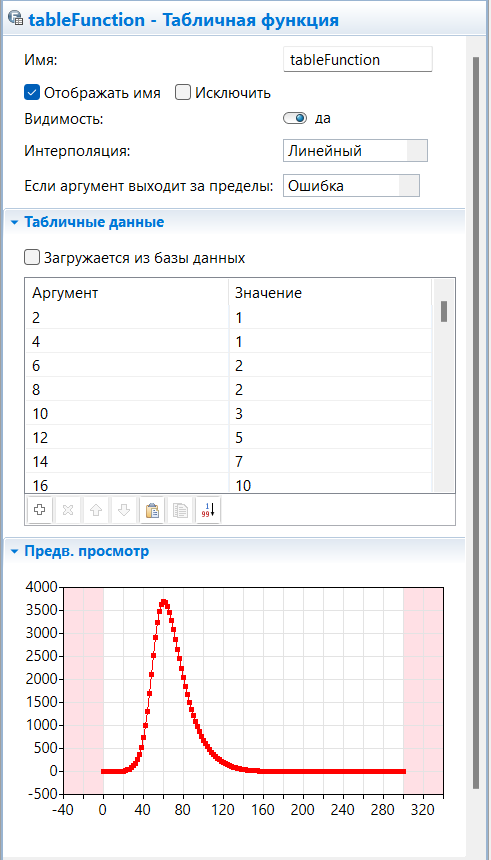 tableFunction - Табличная функция
Имя: tableFunction
Отображать имя Исключить
Видимость: да
Интерполяция: Линейный
Если аргумент выходит за пределы: Ошибка
Табличные данные
Загружается из базы данных
Аргумент Значение
2 1
4 1
6 2
8 2
10 3
12 5
14 7
16 10
Предв. просмотр
4000
3500
3000
2500
2000
1500
1000
500
0
-500
-40 0 40 80 120 160 200 240 280 320